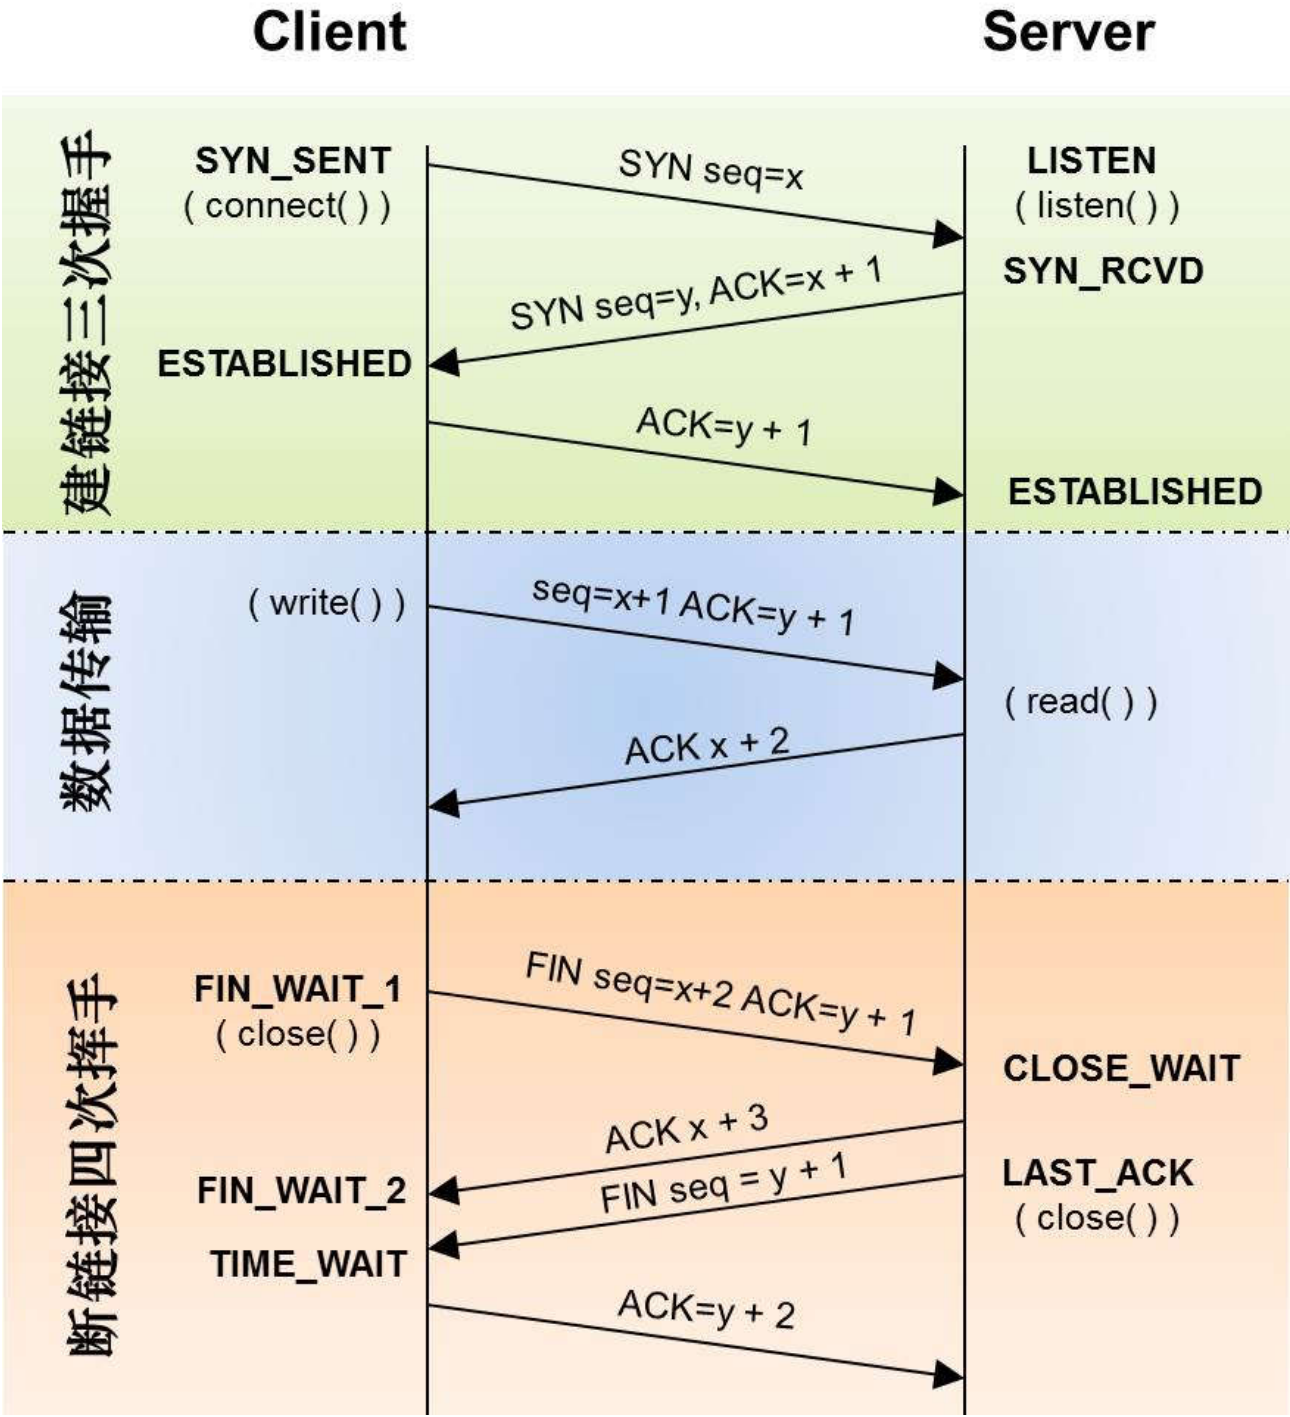 Client
Server
建链接三次握手
SYN_SENT
( connect( ) )
SYN seq=x
LISTEN
( listen( ) )
SYN_RCVD
SYN seq=y, ACK=x + 1
ESTABLISHED
ACK=y + 1
ESTABLISHED
数据传输
( write( ) )
seq=x+1 ACK=y + 1
( read( ) )
ACK x + 2
断链接四次挥手
FIN_WAIT_1
( close( ) )
FIN seq=x+2 ACK=y + 1
CLOSE_WAIT
ACK x + 3
FIN_WAIT_2
FIN seq = y + 1
LAST_ACK
( close( ) )
TIME_WAIT
ACK=y + 2